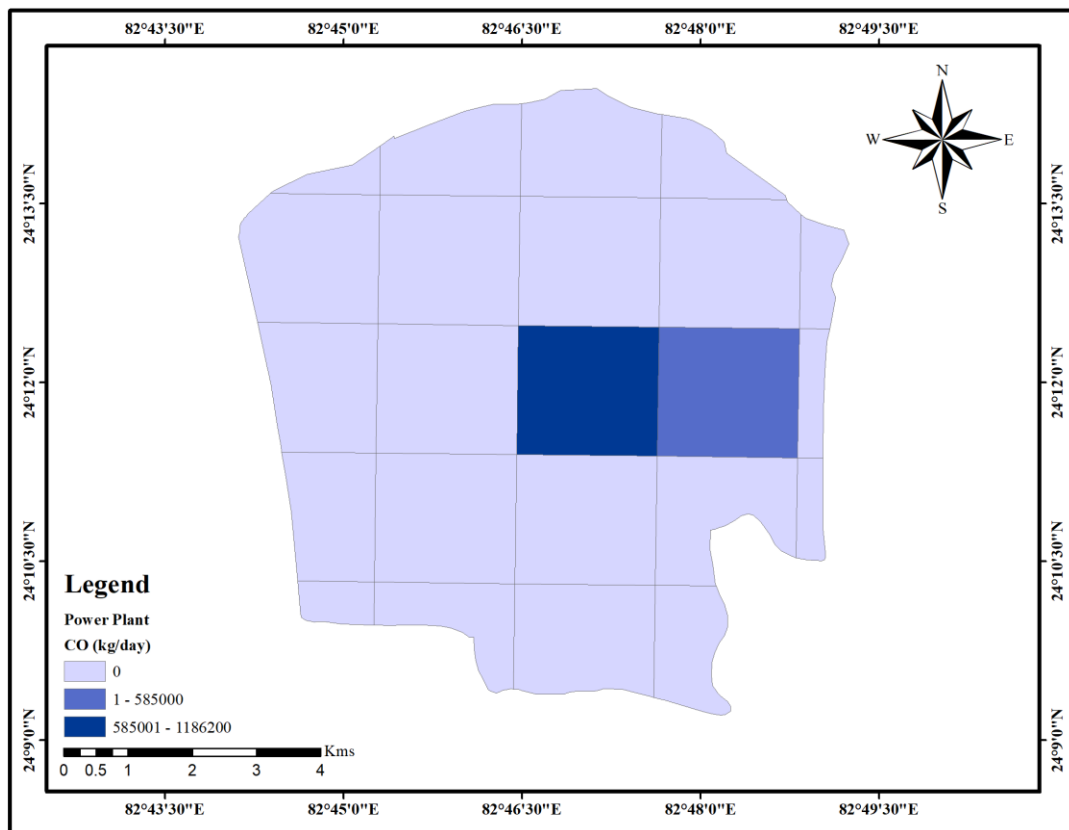 82°43'30"E 82°45'0"E 82°46'30"E 82°48'0"E 82°49'30"E
N
W E
S
24°13'30"N 24°13'30"N
24°12'0"N 24°12'0"N
24°10'30"N 24°10'30"N
24°9'0"N 24°9'0"N
Legend
Power Plant
CO (kg/day)
0
1 - 585000
585001 - 1186200
Kms
0 0.5 1 2 3 4
82°43'30"E 82°45'0"E 82°46'30"E 82°48'0"E 82°49'30"E